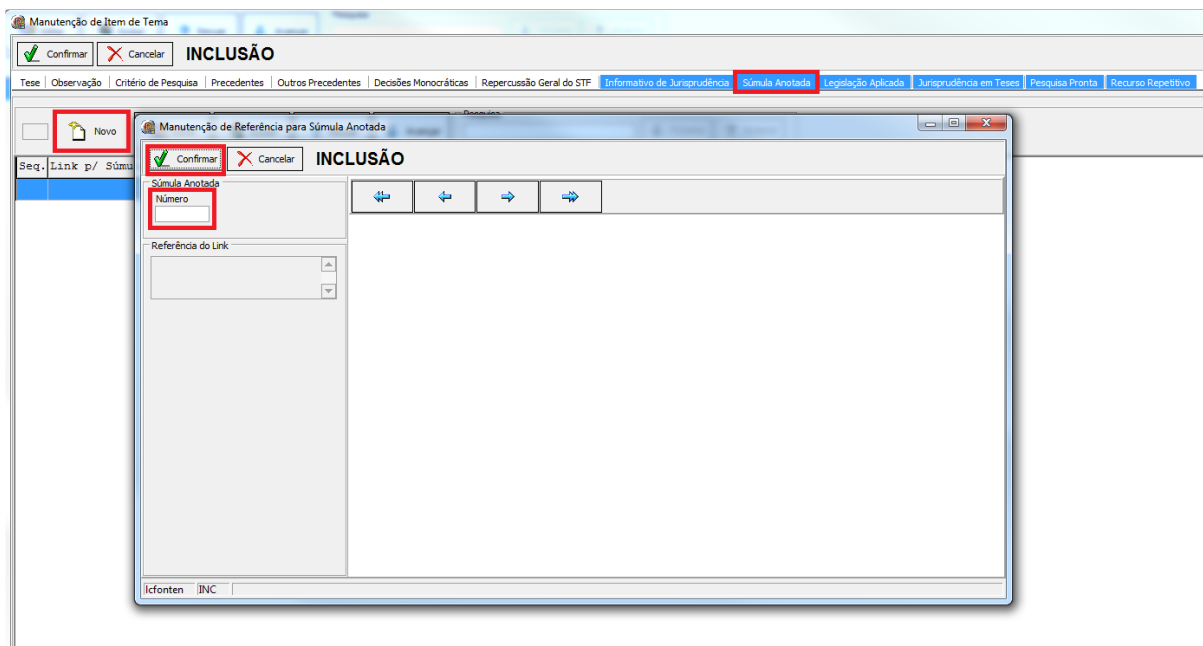 Manutenção de Item de Tema
Confirmar Cancelar INCLUSÃO
Tese Observação Critério de Pesquisa Precedentes Outros Precedentes Decisões Monocráticas Repercussão Geral do STF Informativo de Jurisprudência Súmula Anotada Legislação Aplicada Jurisprudência em Teses Pesquisa Pronta Recurso Repetitivo
Novo
Manutenção de Referência para Súmula Anotada
Seq. Link p/ Súmu
Confirmar Cancelar INCLUSÃO
Súmula Anotada
Número
Referência do Link
lcfonten INC